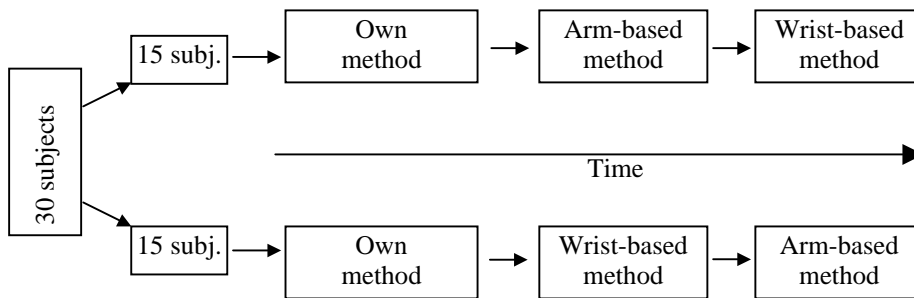 30 subjects
15 subj.
Own
method
Arm-based
method
Wrist-based
method
Time
15 subj.
Own
method
Wrist-based
method
Arm-based
method